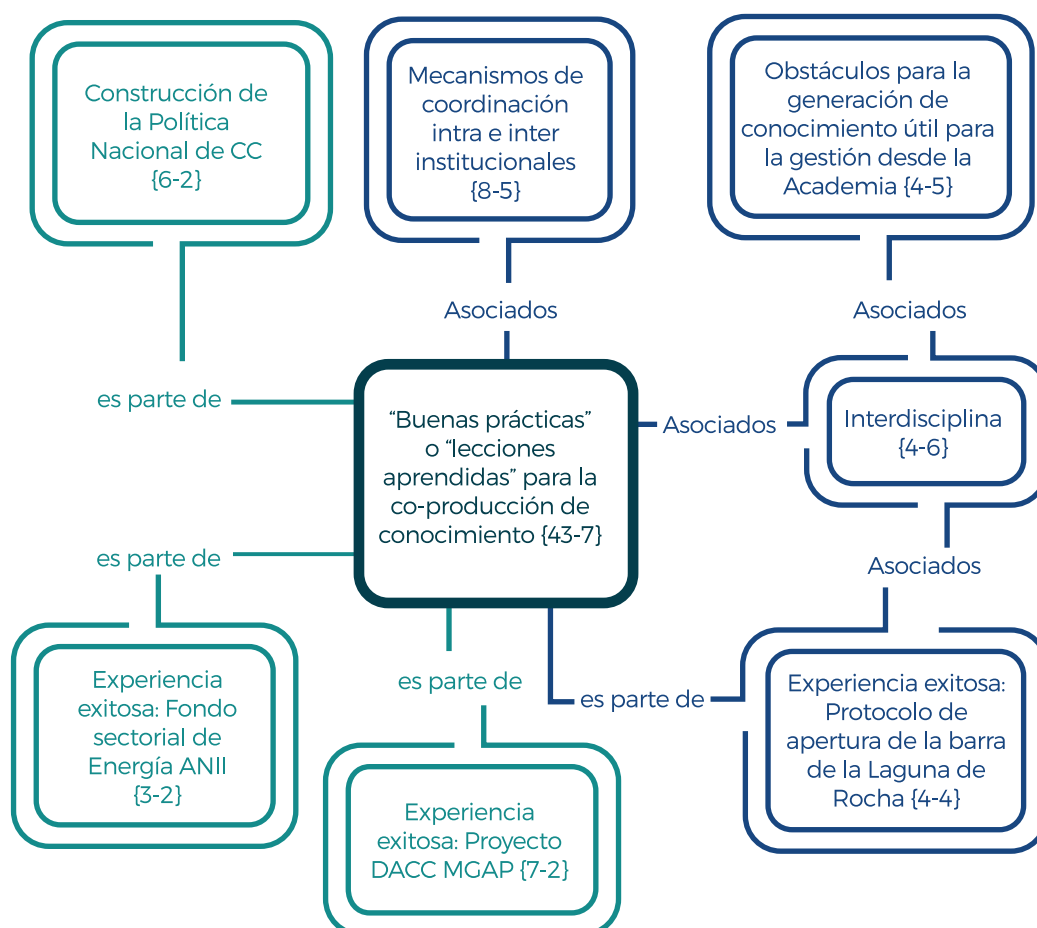 Construcción de
la Política
Nacional de CC
{6-2}
Mecanismos de
coordinación
intra e inter
institucionales
{8-5}
Obstáculos para la
generación de
conocimiento útil para
la gestión desde la
Academia {4-5}
Asociados
Asociados
es parte de
“Buenas prácticas”
o “lecciones
aprendidas” para la
co-producción de
conocimiento {43-7}
Asociados
Interdisciplina
{4-6}
es parte de
Asociados
Experiencia
exitosa: Fondo
sectorial de
Energía ANII
{3-2}
es parte de
es parte de
Experiencia exitosa:
Protocolo de
apertura de la barra
de la Laguna de
Rocha {4-4}
Experiencia
exitosa: Proyecto
DACC MGAP {7-2}